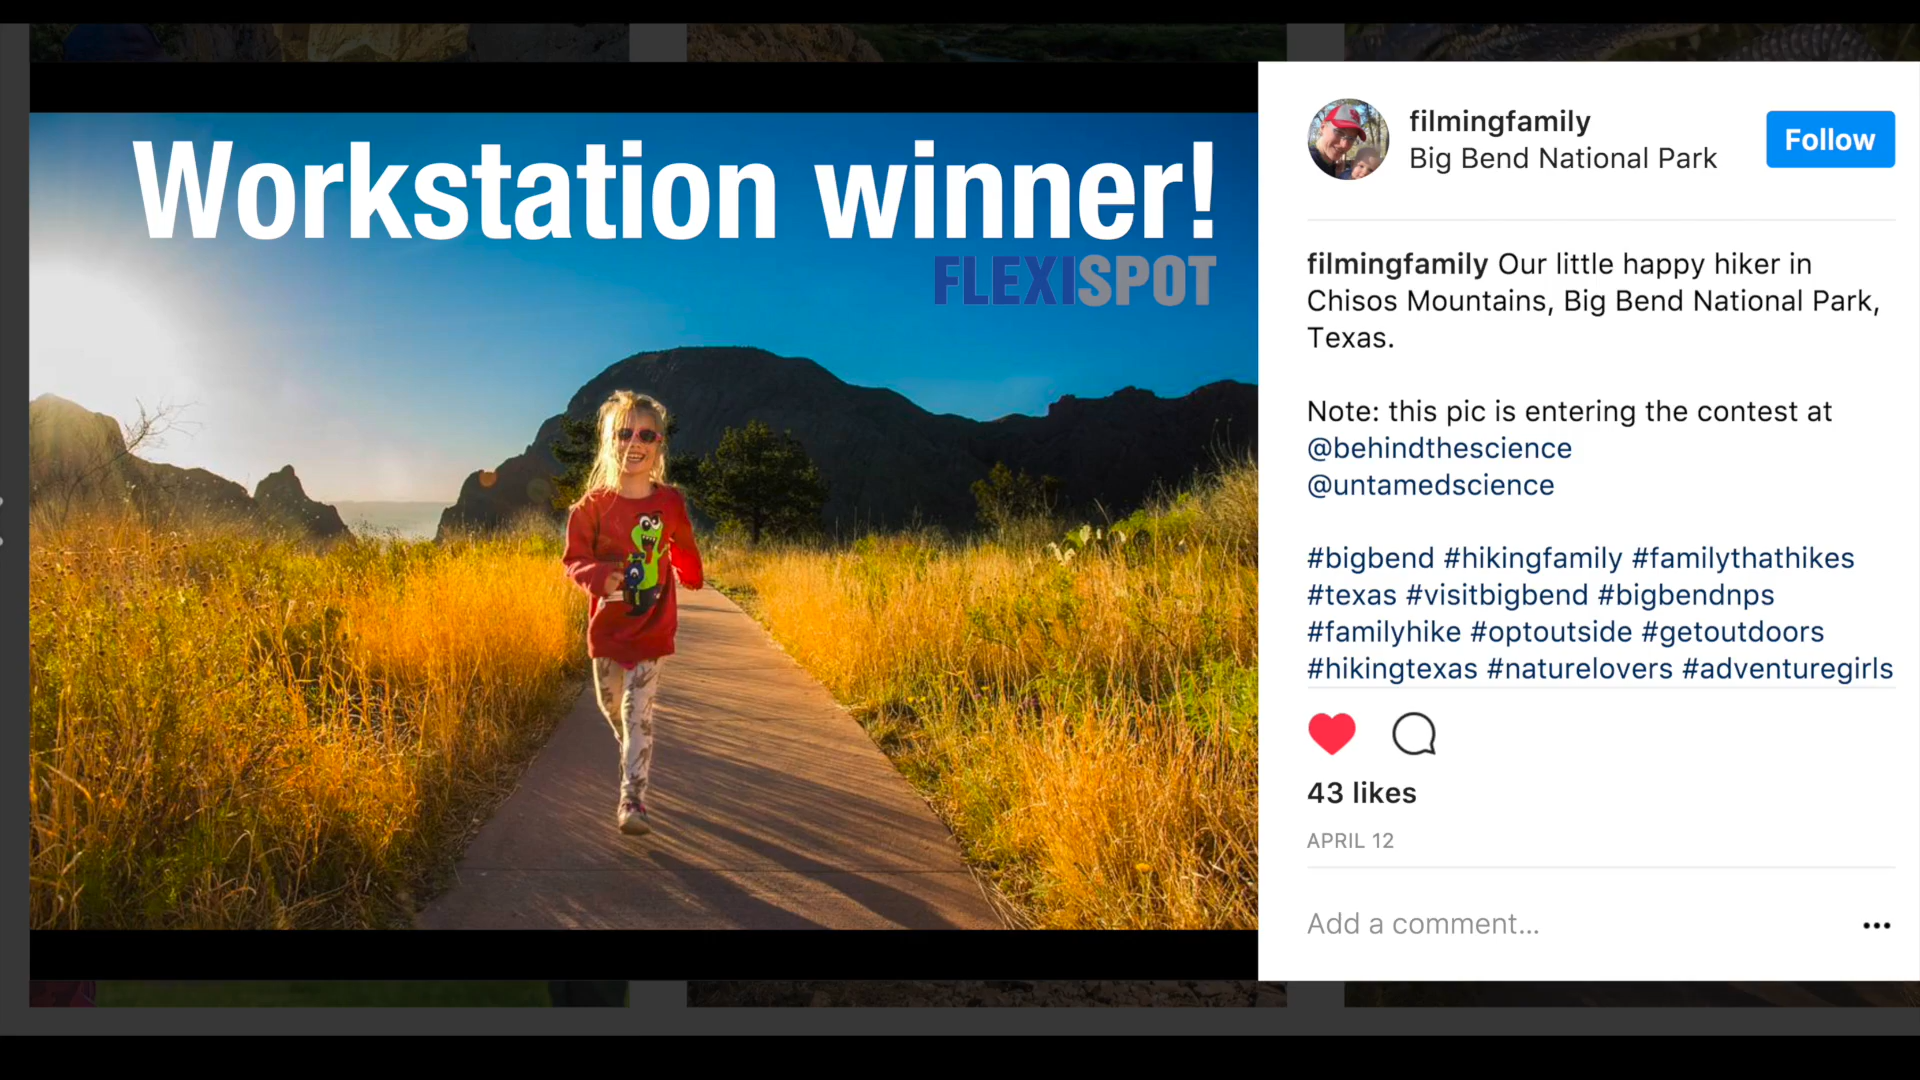 Workstation winner!
FLEXISPOT
filmingfamily
Big Bend National Park
Follow
filmingfamily Our little happy hiker in
Chisos Mountains, Big Bend National Park,
Texas.
Note: this pic is entering the contest at
@behindthescience
@untamedscience
#bigbend #hikingfamily #familythathikes
#texas #visitbigbend #bigbendnps
#familyhike #optoutside #getoutdoors
#hikingtexas #naturelovers #adventuregirls
43 likes
APRIL 12
Add a comment...